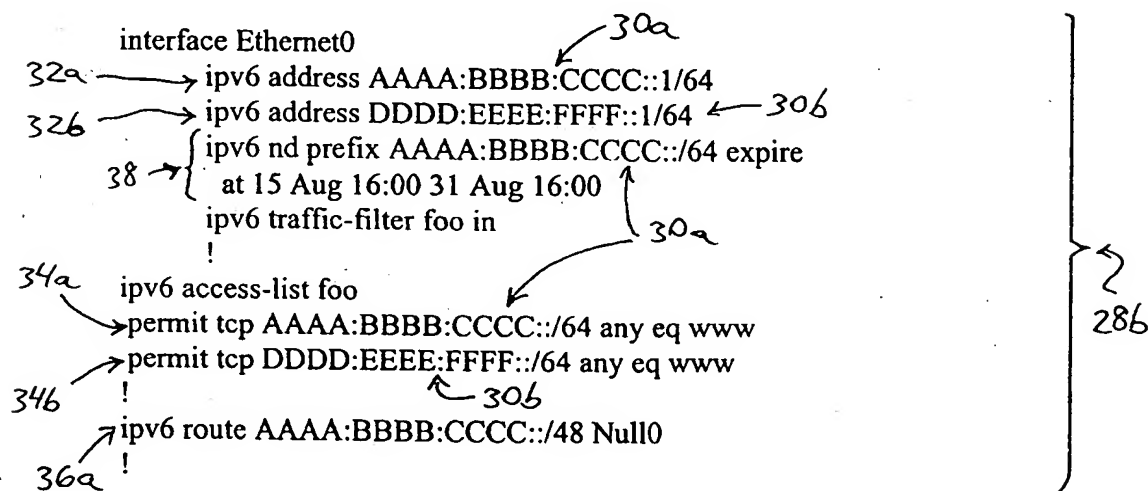 30a
interface Ethernet0
32a ipv6 address AAAA:BBBB:CCCC::1/64
32b ipv6 address DDDD:EEEE:FFFF::1/64 30b
38 ipv6 nd prefix AAAA:BBBB:CCCC::/64 expire
at 15 Aug 16:00 31 Aug 16:00
ipv6 traffic-filter foo in
30a
!
34a
ipv6 access-list foo
permit tcp AAAA:BBBB:CCCC::/64 any eq www
28b
permit tcp DDDD:EEEE:FFFF::/64 any eq www
34b ! 30b
ipv6 route AAAA:BBBB:CCCC::/48 Null0
36a !